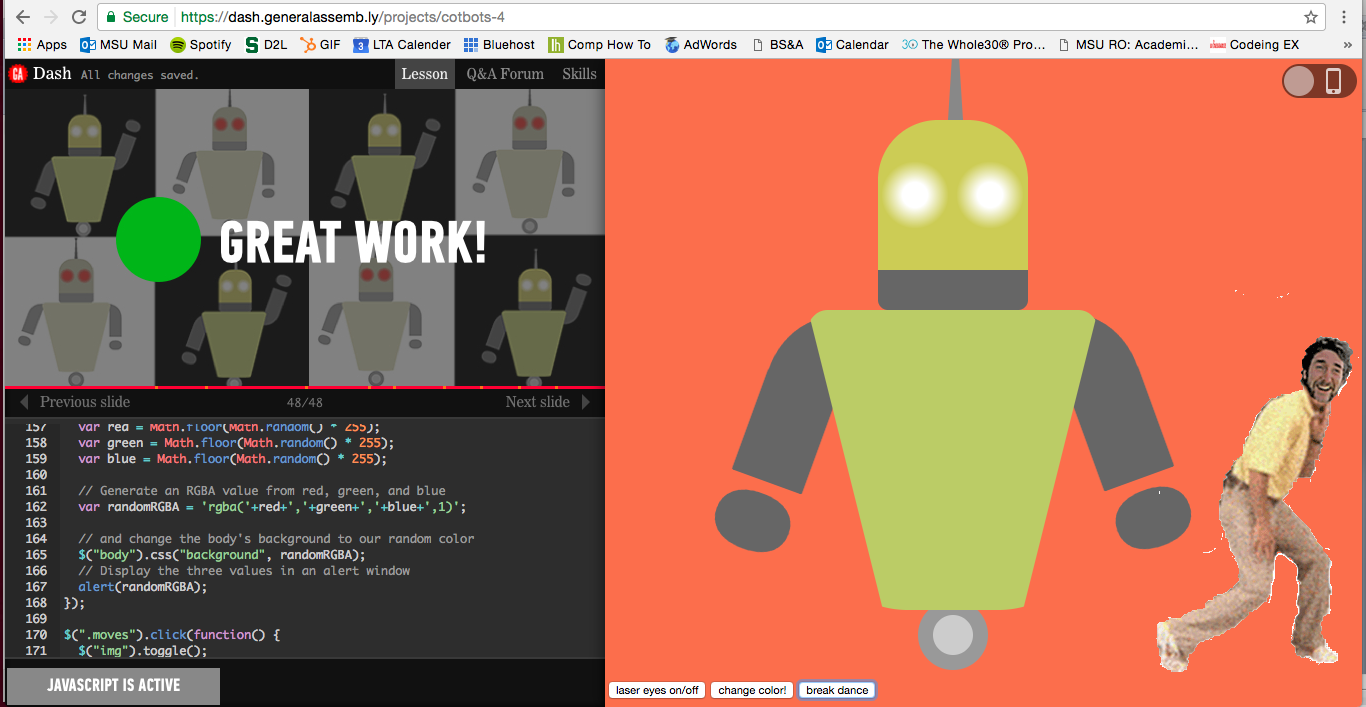 Secure https://dash.generalassemb.ly/projects/cotbots-4
Apps MSU Mail Spotify D2L GIF LTA Calender Bluehost Comp How To AdWords BS&A Calendar The Whole30® Pro... MSU RO: Academi... Codeing EX »
GA Dash All changes saved. Lesson Q&A Forum Skills
GREAT WORK!
Previous slide 48/48 Next slide
157 var red = Math.floor(Math.random() * 255);
158 var green = Math.floor(Math.random() * 255);
159 var blue = Math.floor(Math.random() * 255);
160
161 // Generate an RGBA value from red, green, and blue
162 var randomRGBA = 'rgba('+red+','+green+','+blue+',1)';
163
164 // and change the body's background to our random color
165 $("body").css("background", randomRGBA);
166 // Display the three values in an alert window
167 alert(randomRGBA);
168 });
169
170 $(".moves").click(function() {
171 $("img").toggle();
JAVASCRIPT IS ACTIVE
laser eyes on/off change color! break dance